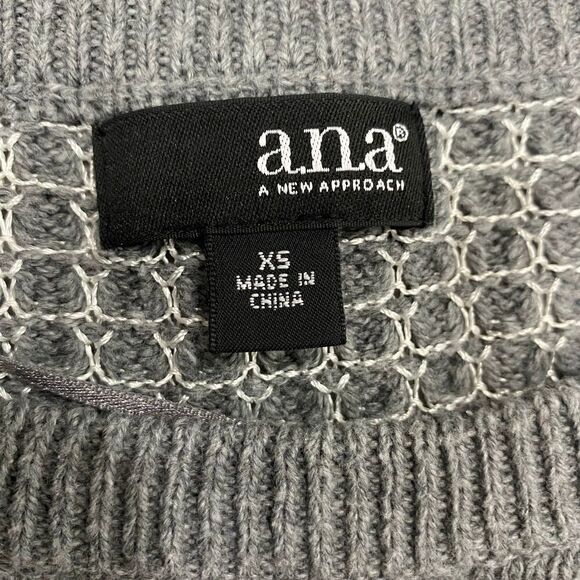 a.n.a®
A NEW APPROACH
XS
MADE IN
CHINA